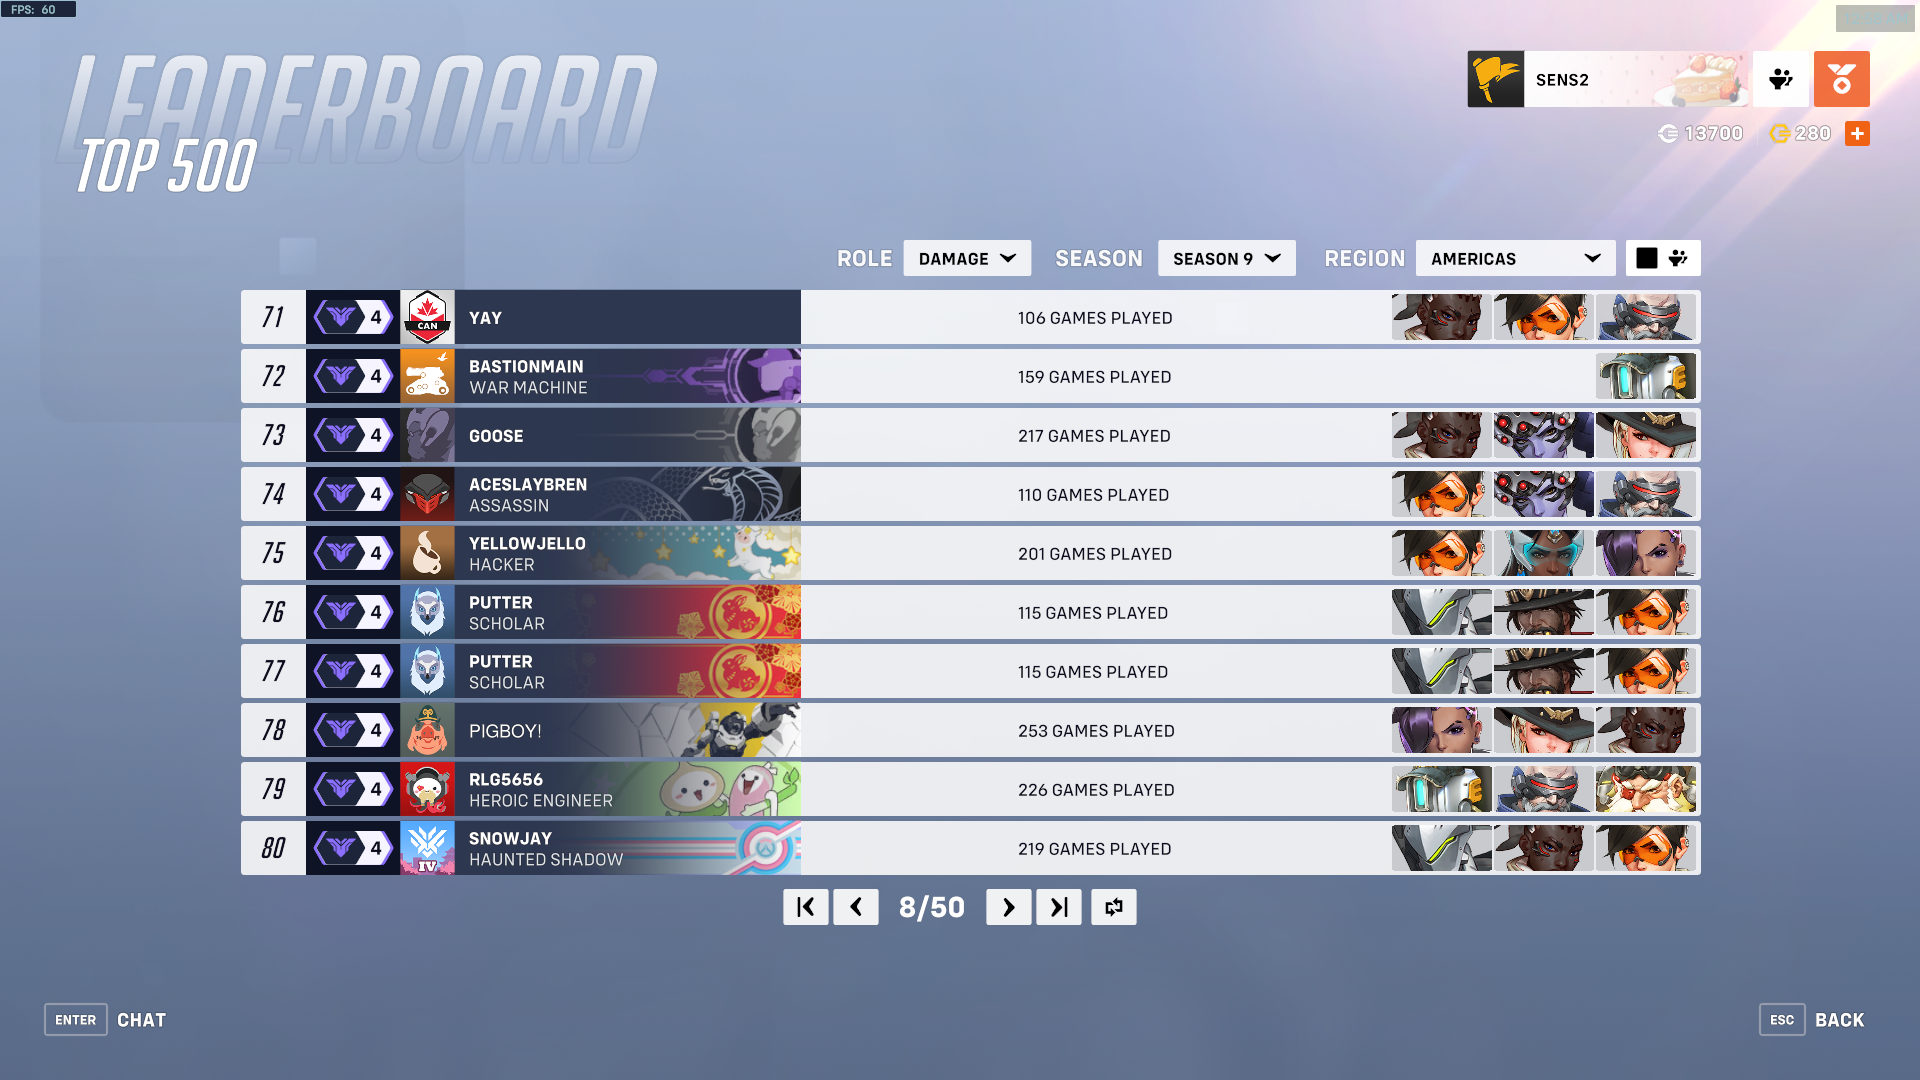 FPS: 60
LEADERBOARD
TOP 500
SENS2
13700
280
ROLE DAMAGE SEASON SEASON 9 REGION AMERICAS
71 4 CAN YAY 106 GAMES PLAYED
72 4 BASTIONMAIN 159 GAMES PLAYED
WAR MACHINE
73 4 GOOSE 217 GAMES PLAYED
74 4 ACESLAYBREN 110 GAMES PLAYED
ASSASSIN
75 4 YELLOWJELLO 201 GAMES PLAYED
HACKER
76 4 PUTTER 115 GAMES PLAYED
SCHOLAR
77 4 PUTTER 115 GAMES PLAYED
SCHOLAR
78 4 PIGBOY! 253 GAMES PLAYED
79 4 RLG5656 226 GAMES PLAYED
HEROIC ENGINEER
80 4 IV SNOWJAY 219 GAMES PLAYED
HAUNTED SHADOW
8/50
ENTER CHAT
ESC BACK